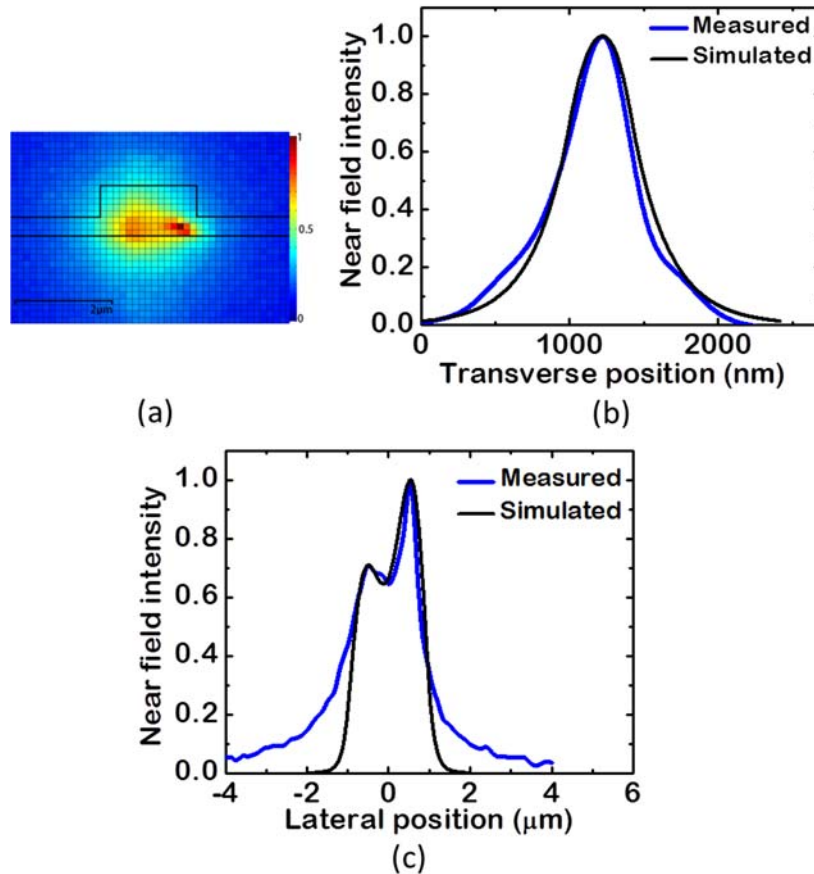 1
0.5
0
2μm
(a)
Near field intensity
1.0
0.8
0.6
0.4
0.2
0.0
0
1000
2000
Transverse position (nm)
Measured
Simulated
(b)
Near field intensity
1.0
0.8
0.6
0.4
0.2
0.0
-4
-2
0
2
4
6
Lateral position (μm)
Measured
Simulated
(c)